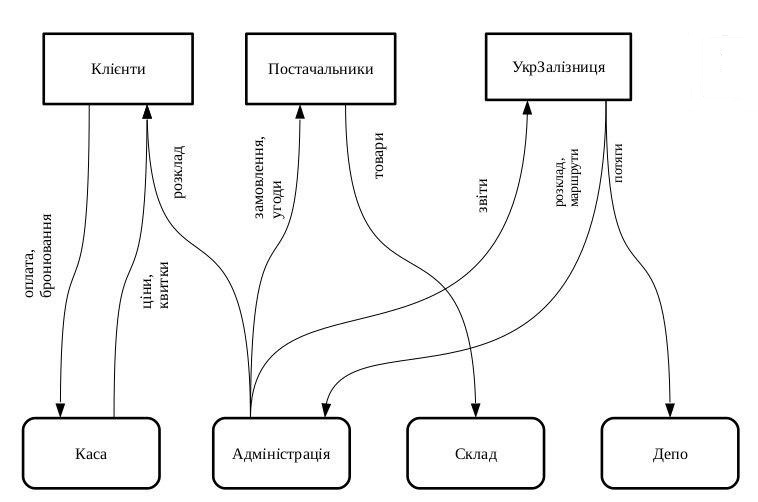 Клієнти
Постачальники
УкрЗалізниця
оплата,
бронювання
ціни,
квитки
розклад
замовлення,
угоди
товари
звіти
розклад,
маршрути
потяги
Каса
Адміністрація
Склад
Депо